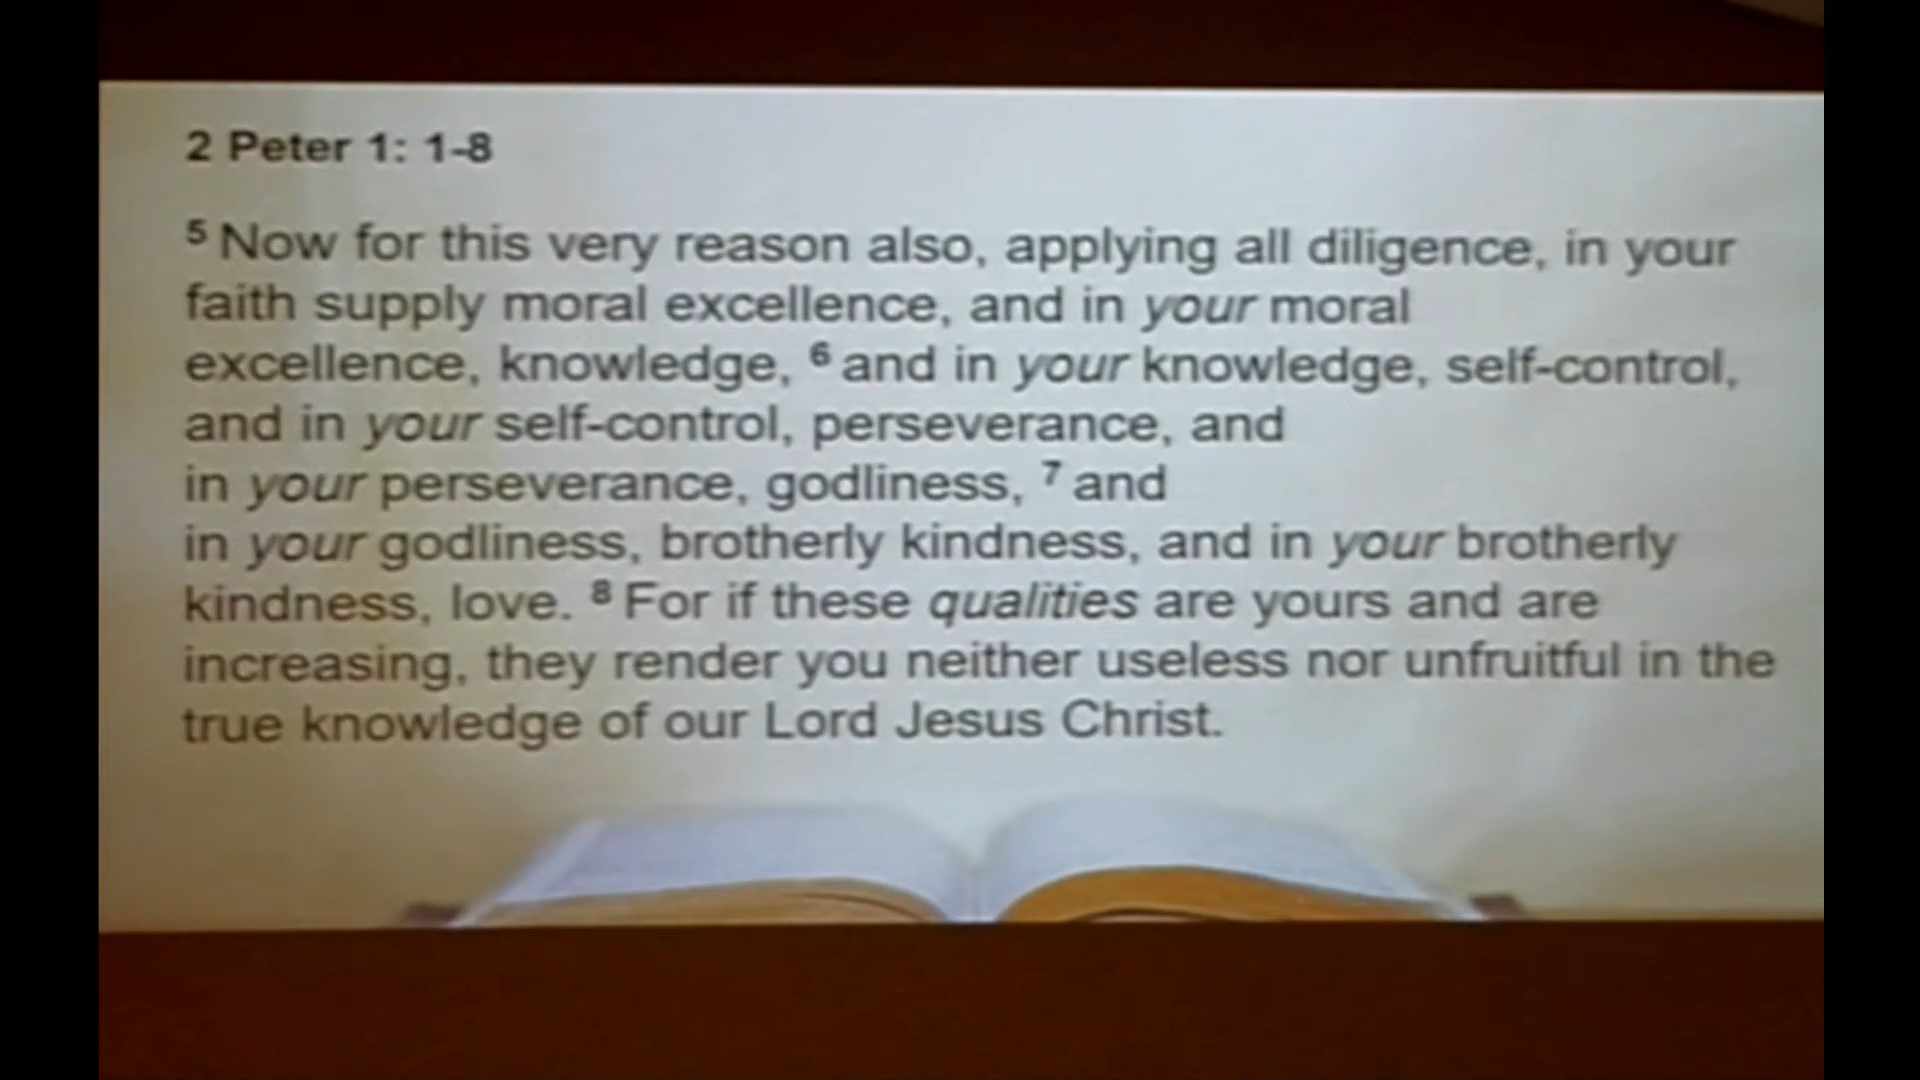 2 Peter 1: 1-8
5 Now for this very reason also, applying all diligence, in your
faith supply moral excellence, and in your moral
excellence, knowledge, 6 and in your knowledge, self-control,
and in your self-control, perseverance, and
in your perseverance, godliness, 7 and
in your godliness, brotherly kindness, and in your brotherly
kindness, love. 8 For if these qualities are yours and are
increasing, they render you neither useless nor unfruitful in the
true knowledge of our Lord Jesus Christ.